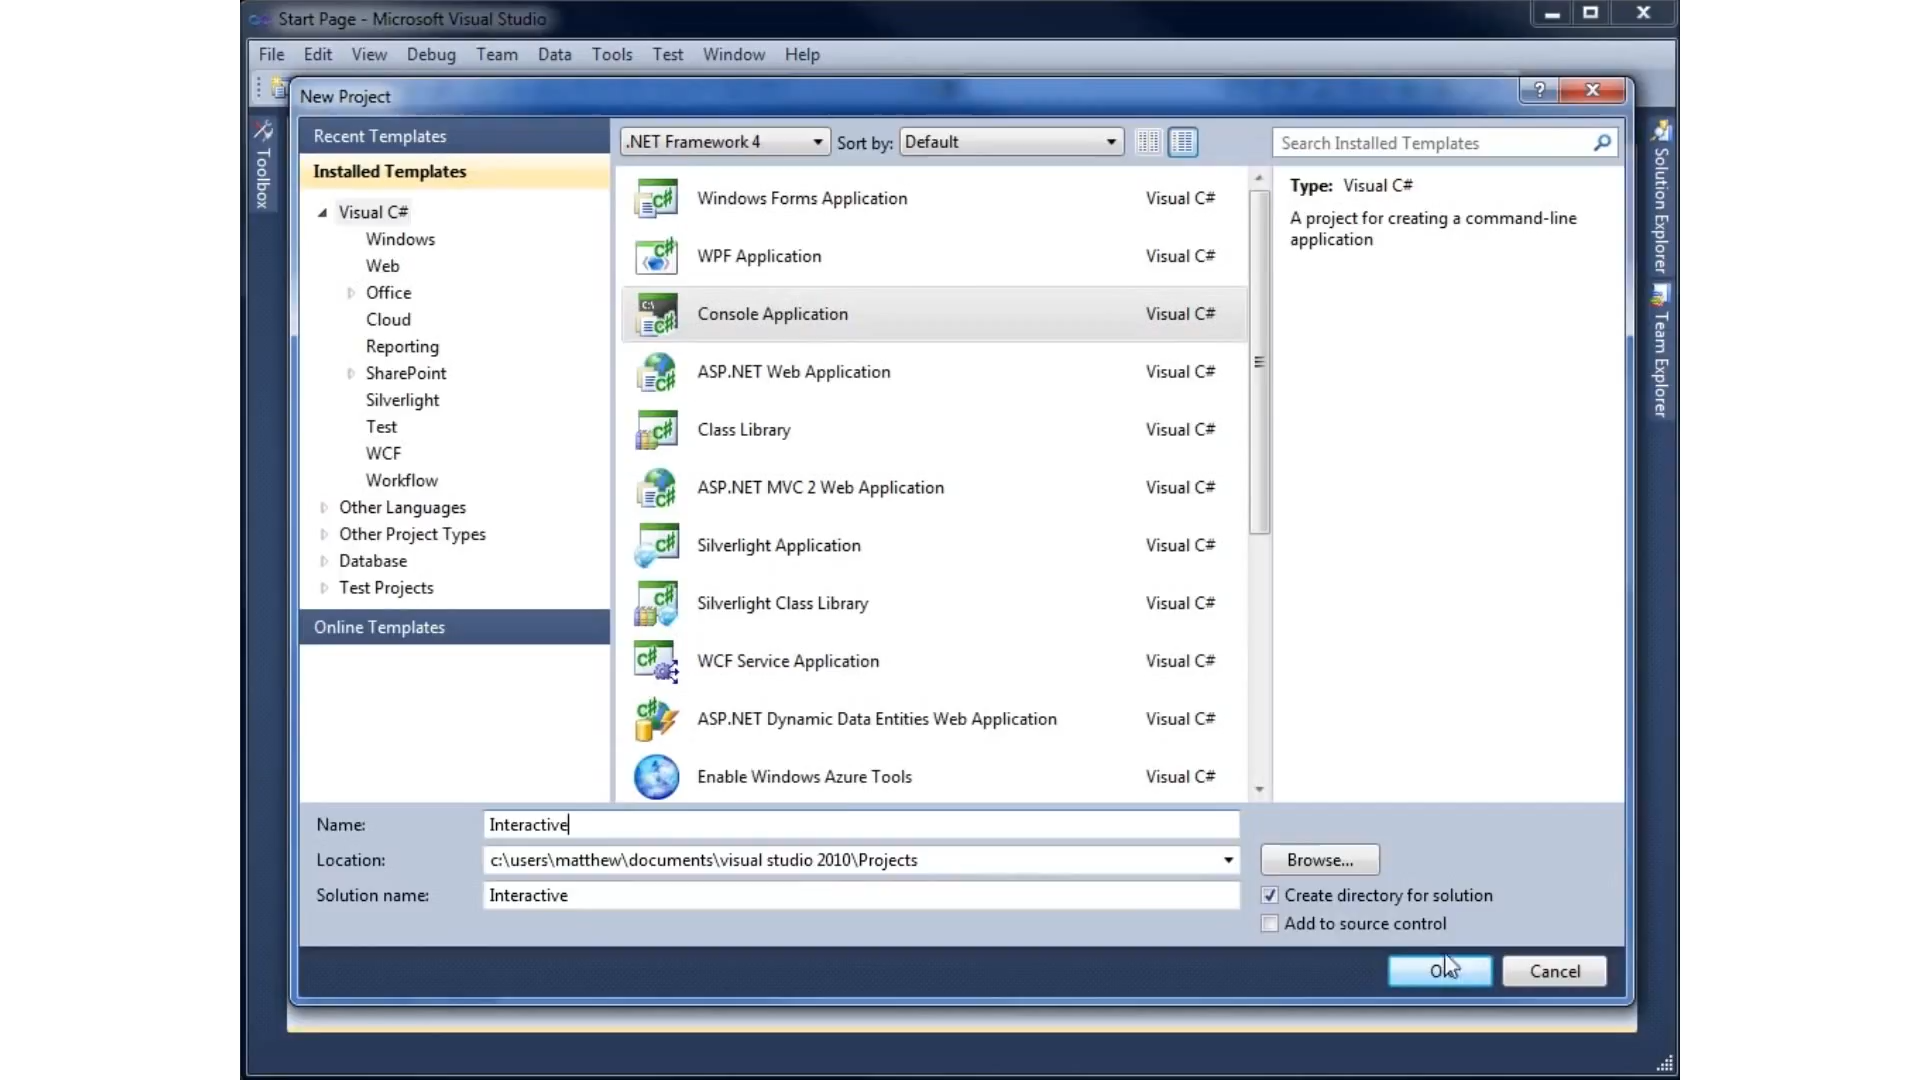 Start Page - Microsoft Visual Studio
File Edit View Debug Team Data Tools Test Window Help
New Project
Toolbox
Recent Templates
Installed Templates
Visual C#
Windows
Web
Office
Cloud
Reporting
SharePoint
Silverlight
Test
WCF
Workflow
Other Languages
Other Project Types
Database
Test Projects
Online Templates
.NET Framework 4 Sort by: Default
Search Installed Templates
Windows Forms Application Visual C#
WPF Application Visual C#
Console Application Visual C#
ASP.NET Web Application Visual C#
Class Library Visual C#
ASP.NET MVC 2 Web Application Visual C#
Silverlight Application Visual C#
Silverlight Class Library Visual C#
WCF Service Application Visual C#
ASP.NET Dynamic Data Entities Web Application Visual C#
Enable Windows Azure Tools Visual C#
Type: Visual C#
A project for creating a command-line
application
Solution Explorer
Team Explorer
Name: Interactive
Location: c:\users\matthew\documents\visual studio 2010\Projects Browse...
Solution name: Interactive
Create directory for solution
Add to source control
OK Cancel